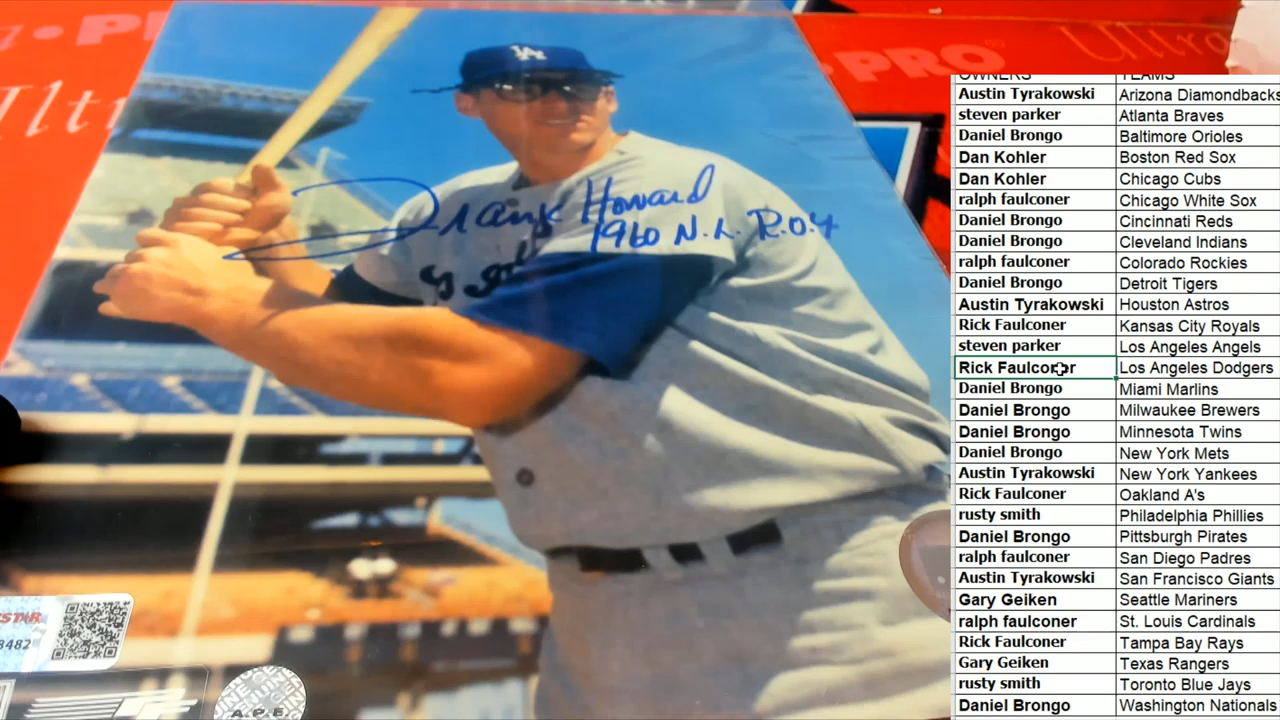 PRO
PRO
Ultra
LA
Frank Howard
1960 N.L. R.O.Y
8482
A.P.E
OWNERS TEAMS
Austin Tyrakowski Arizona Diamondbacks
steven parker Atlanta Braves
Daniel Brongo Baltimore Orioles
Dan Kohler Boston Red Sox
Dan Kohler Chicago Cubs
ralph faulconer Chicago White Sox
Daniel Brongo Cincinnati Reds
Daniel Brongo Cleveland Indians
ralph faulconer Colorado Rockies
Daniel Brongo Detroit Tigers
Austin Tyrakowski Houston Astros
Rick Faulconer Kansas City Royals
steven parker Los Angeles Angels
Rick Faulconer Los Angeles Dodgers
Daniel Brongo Miami Marlins
Daniel Brongo Milwaukee Brewers
Daniel Brongo Minnesota Twins
Daniel Brongo New York Mets
Austin Tyrakowski New York Yankees
Rick Faulconer Oakland A's
rusty smith Philadelphia Phillies
Daniel Brongo Pittsburgh Pirates
ralph faulconer San Diego Padres
Austin Tyrakowski San Francisco Giants
Gary Geiken Seattle Mariners
ralph faulconer St. Louis Cardinals
Rick Faulconer Tampa Bay Rays
Gary Geiken Texas Rangers
rusty smith Toronto Blue Jays
Daniel Brongo Washington Nationals